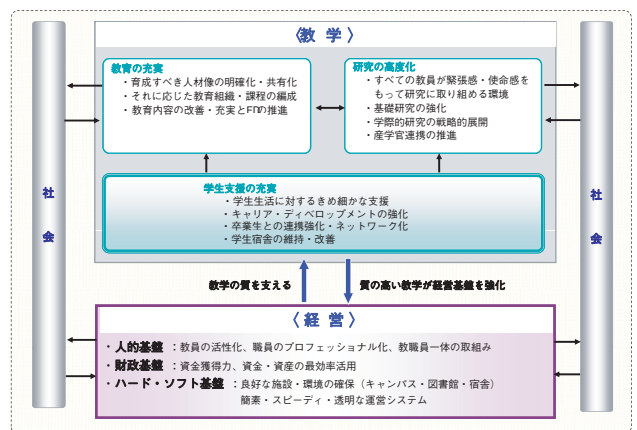 〈教 学〉
教育の充実
・育成すべき人材像の明確化・共有化
・それに応じた教育組織・課程の編成
・教育内容の改善・充実とFDの推進
研究の高度化
・すべての教員が緊張感・使命感を
もって研究に取り組める環境
・基礎研究の強化
・学際的研究の戦略的展開
・産学官連携の推進
学生支援の充実
・学生生活に対するきめ細かな支援
・キャリア・ディベロップメントの強化
・卒業生との連携強化・ネットワーク化
・学生宿舎の維持・改善
社
会
社
会
教学の質を支える
質の高い教学が経営基盤を強化
〈経 営〉
・人的基盤 ：教員の活性化、職員のプロフェッショナル化、教職員一体の取組み
・財政基盤 ：資金獲得力、資金・資産の最効率活用
・ハード・ソフト基盤 ：良好な施設・環境の確保（キャンパス・図書館・宿舎）
簡素・スピーディ・透明な運営システム